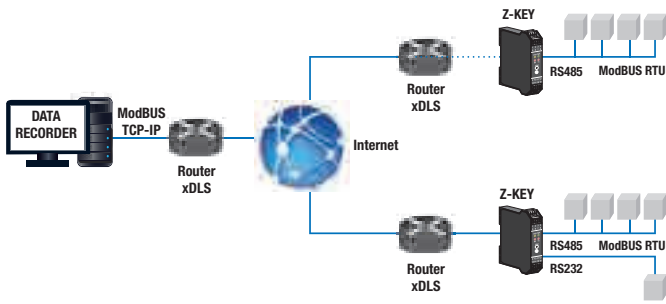 Z-KEY
RS485
ModBUS RTU
Router
xDLS
DATA
RECORDER
ModBUS
TCP-IP
Router
xDLS
Internet
Z-KEY
RS485
ModBUS RTU
RS232
Router
xDLS